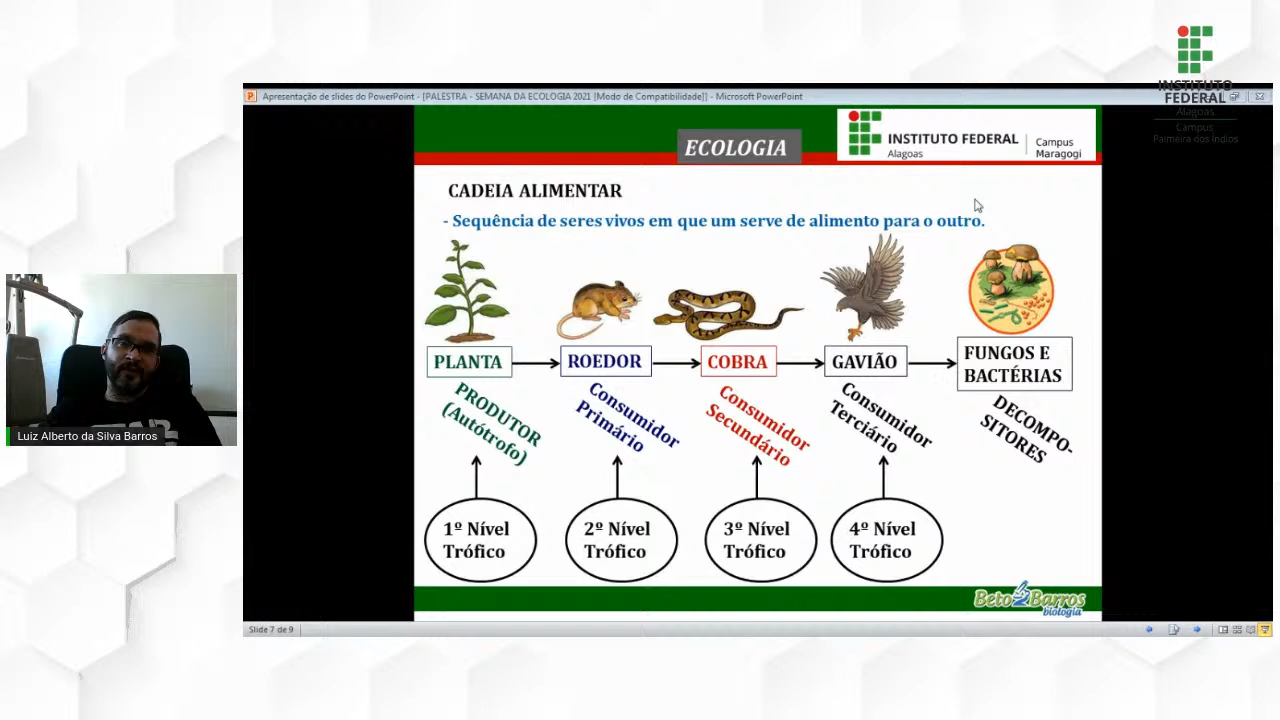 INSTITUTO
FEDERAL
Alagoas
Campus
Palmeira dos Índios
Apresentação de slides do PowerPoint - [PALESTRA - SEMANA DA ECOLOGIA 2021 [Modo de Compatibilidade]] - Microsoft PowerPoint
ECOLOGIA
INSTITUTO FEDERAL
Alagoas
Campus
Maragogi
CADEIA ALIMENTAR
- Sequência de seres vivos em que um serve de alimento para o outro.
PLANTA
ROEDOR
COBRA
GAVIÃO
FUNGOS E
BACTÉRIAS
PRODUTOR
(Autótrofo)
Consumidor
Primário
Consumidor
Secundário
Consumidor
Terciário
DECOMPO-
SITORES
1º Nível
Trófico
2º Nível
Trófico
3º Nível
Trófico
4º Nível
Trófico
Beto Barros
biologia
Slide 7 de 9
Luiz Alberto da Silva Barros